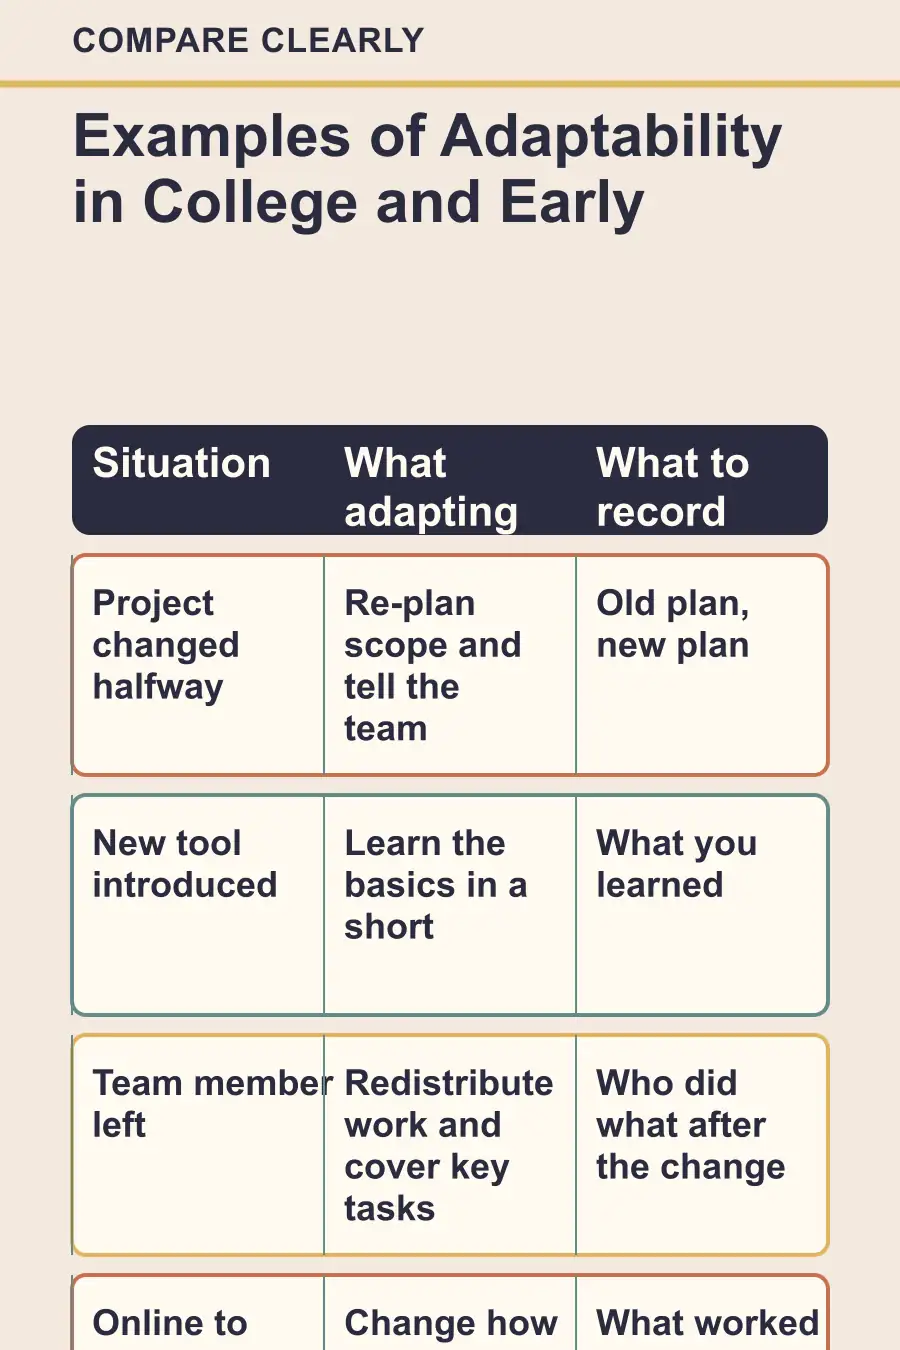 COMPARE CLEARLY
Examples of Adaptability
in College and Early
Situation
What
adapting
What to
record
Project
changed
halfway
Re-plan
scope and
tell the
team
Old plan,
new plan
New tool
introduced
Learn the
basics in a
short
What you
learned
Team member
left
Redistribute
work and
cover key
tasks
Who did
what after
the change
Online to
Change how
What worked